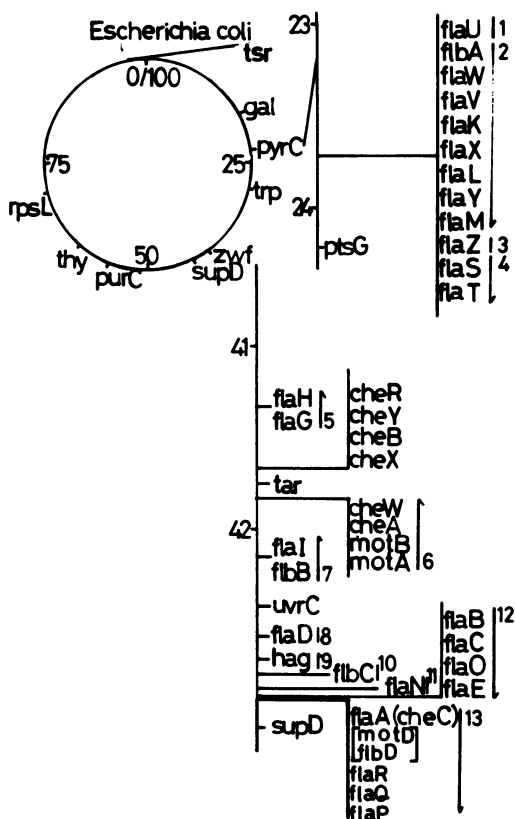 Escherichia coli
tsr
0/100
gal
pyrC
25
trp
zwf
supD
50
purC
thy
rpsL
75
23
24
ptsG
flaU 1
flbA 2
flaW
flaV
flaK
flaX
flaL
flaY
flaM
flaZ 3
flaS 4
flaT
41
flaH
flaG 5
cheR
cheY
cheB
cheX
tar
42
cheW
cheA
motB
motA 6
flaI
flbB 7
uvrC
flaD 8
hag 9
flbC 10
flaN 11
flaB 12
flaC
flaO
flaE
supD
flaA (cheC) 13
[motD]
[flbD]
flaR
flaQ
flaP